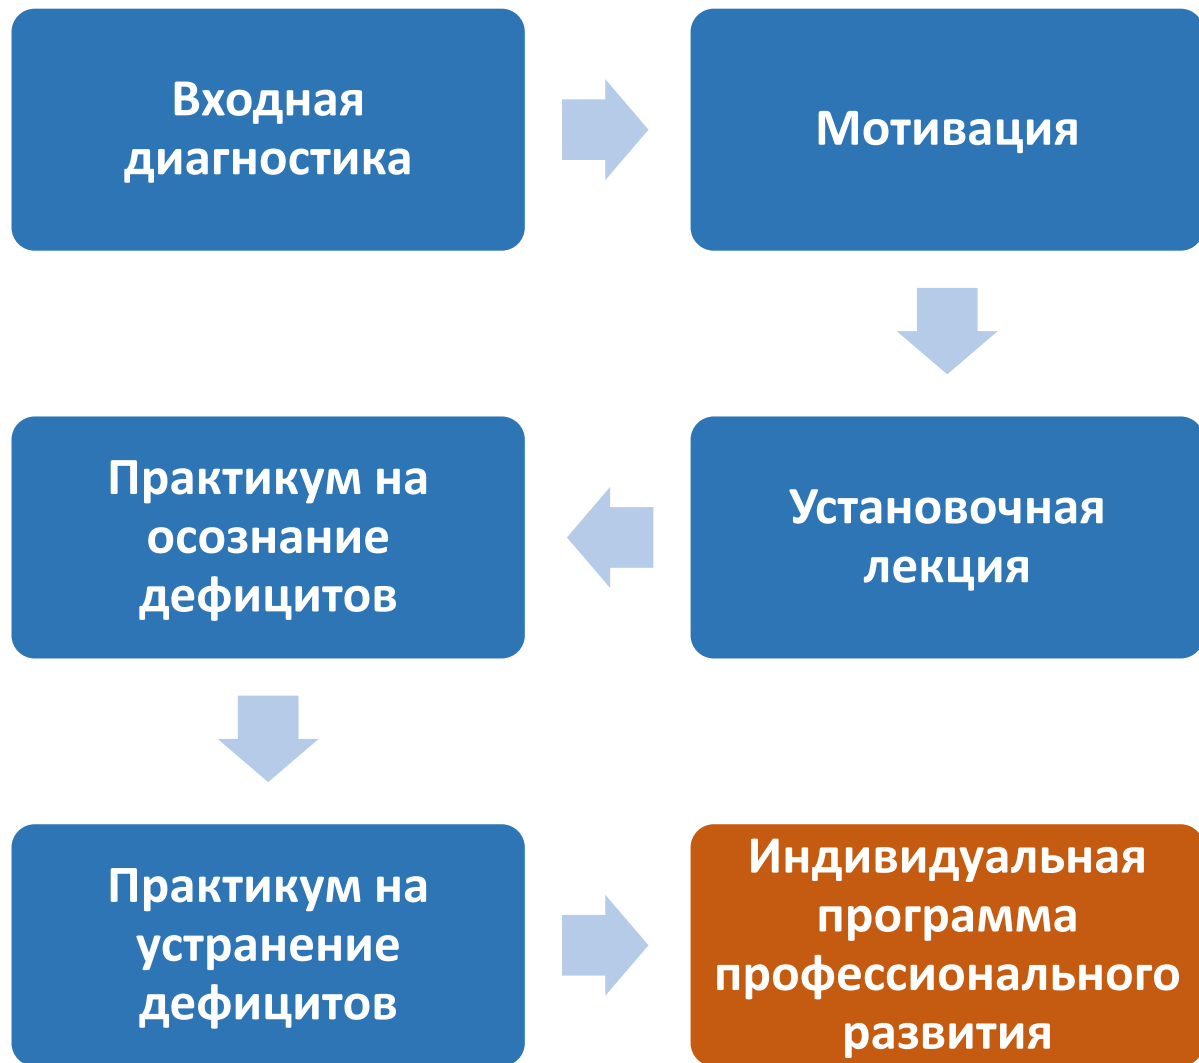 Входная
диагностика
Мотивация
Установочная
лекция
Практикум на
осознание
дефицитов
Практикум на
устранение
дефицитов
Индивидуальная
программа
профессионального
развития